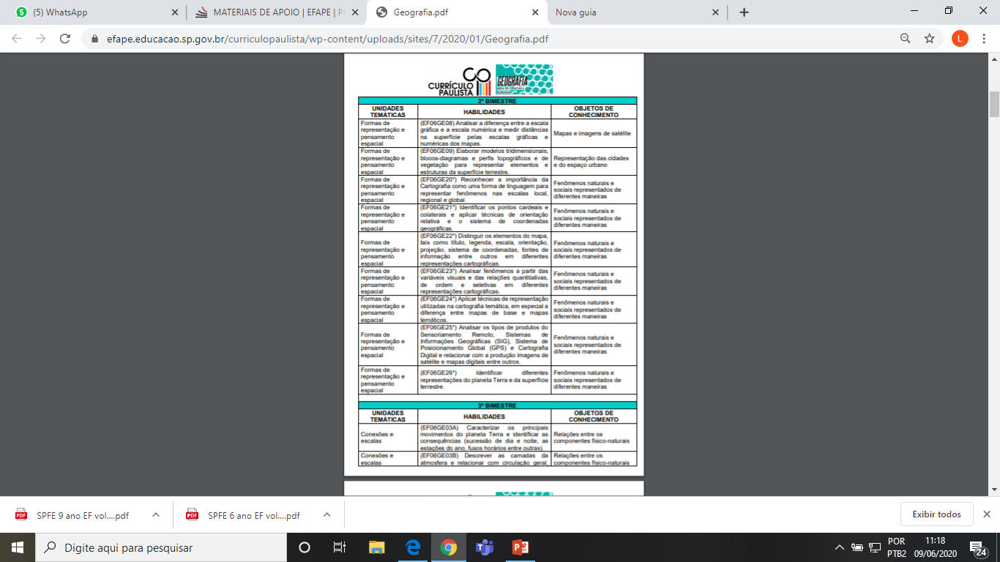 (5) WhatsApp
MATERIAIS DE APOIO | EFAPE | P
Geografia.pdf
Nova guia
efape.educacao.sp.gov.br/curriculopaulista/wp-content/uploads/sites/7/2020/01/Geografia.pdf
L
CURRÍCULO
PAULISTA
GEOGRAFIA
2º BIMESTRE
UNIDADES TEMÁTICAS HABILIDADES OBJETOS DE CONHECIMENTO
Formas de
representação e
pensamento
espacial
(EF06GE08) Analisar a diferença entre a escala
gráfica e a escala numérica e medir distâncias
na superfície pelas escalas gráficas e
numéricas dos mapas.
Mapas e imagens de satélite
Formas de
representação e
pensamento
espacial
(EF06GE09) Elaborar modelos tridimensionais,
blocos-diagramas e perfis topográficos e de
vegetação para representar elementos e
estruturas da superfície terrestre.
Representação das cidades
e do espaço urbano
Formas de
representação e
pensamento
espacial
(EF06GE20*) Reconhecer a importância da
Cartografia como uma forma de linguagem para
representar fenômenos nas escalas local,
regional e global.
Fenômenos naturais e
sociais representados de
diferentes maneiras
Formas de
representação e
pensamento
espacial
(EF06GE21*) Identificar os pontos cardeais e
colaterais e aplicar técnicas de orientação
relativa e o sistema de coordenadas
geográficas.
Fenômenos naturais e
sociais representados de
diferentes maneiras
Formas de
representação e
pensamento
espacial
(EF06GE22*) Distinguir os elementos do mapa,
tais como título, legenda, escala, orientação,
projeção, sistema de coordenadas, fontes de
informação entre outros em diferentes
representações cartográficas.
Fenômenos naturais e
sociais representados de
diferentes maneiras
Formas de
representação e
pensamento
espacial
(EF06GE23*) Analisar fenômenos a partir das
variáveis visuais e das relações quantitativas,
de ordem e seletivas em diferentes
representações cartográficas.
Fenômenos naturais e
sociais representados de
diferentes maneiras
Formas de
representação e
pensamento
espacial
(EF06GE24*) Aplicar técnicas de representação
utilizadas na cartografia temática, em especial a
diferença entre mapas de base e mapas
temáticos.
Fenômenos naturais e
sociais representados de
diferentes maneiras
Formas de
representação e
pensamento
espacial
(EF06GE25*) Analisar os tipos de produtos do
Sensoriamento Remoto, Sistemas de
Informações Geográficas (SIG), Sistema de
Posicionamento Global (GPS) e Cartografia
Digital e relacionar com a produção imagens de
satélite e mapas digitais entre outros.
Fenômenos naturais e
sociais representados de
diferentes maneiras
Formas de
representação e
pensamento
espacial
(EF06GE26*) Identificar diferentes
representações do planeta Terra e da superfície
terrestre.
Fenômenos naturais e
sociais representados de
diferentes maneiras
3º BIMESTRE
UNIDADES TEMÁTICAS HABILIDADES OBJETOS DE CONHECIMENTO
Conexões e
escalas
(EF06GE03A) Caracterizar os principais
movimentos do planeta Terra e identificar as
consequências (sucessão de dia e noite, as
estações do ano, fusos horários entre outras).
Relações entre os
componentes físico-naturais
Conexões e
escalas
(EF06GE03B) Descrever as camadas da
atmosfera e relacionar com circulação geral,
Relações entre os
componentes físico-naturais
SPFE 9 ano EF vol....pdf
SPFE 6 ano EF vol....pdf
Exibir todos
Digite aqui para pesquisar
POR
PTB2
11:18
09/06/2020
24